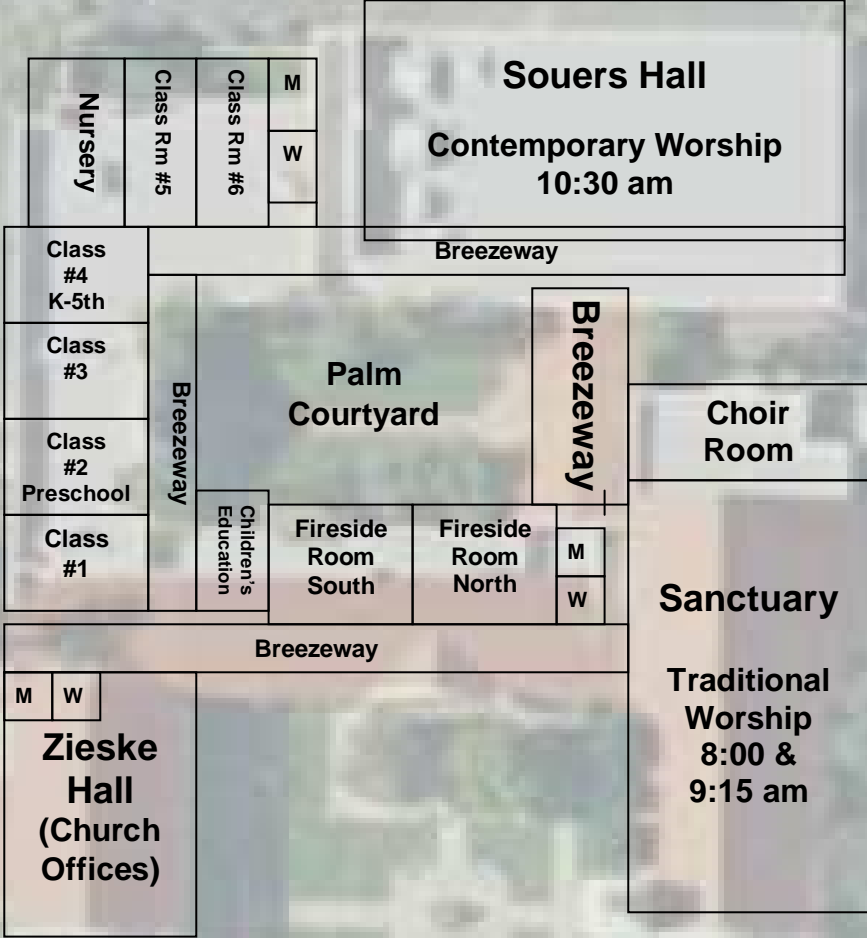 Souers Hall
Contemporary Worship
10:30 am
Nursery
Class Rm #5
Class Rm #6
M
W
Breezeway
Class
#4
K-5th
Class
#3
Class
#2
Preschool
Class
#1
Breezeway
Palm
Courtyard
Breezeway
Choir
Room
Children's
Education
Fireside
Room
South
Fireside
Room
North
M
W
Sanctuary
Traditional
Worship
8:00 &
9:15 am
Breezeway
M
W
Zieske
Hall
(Church
Offices)